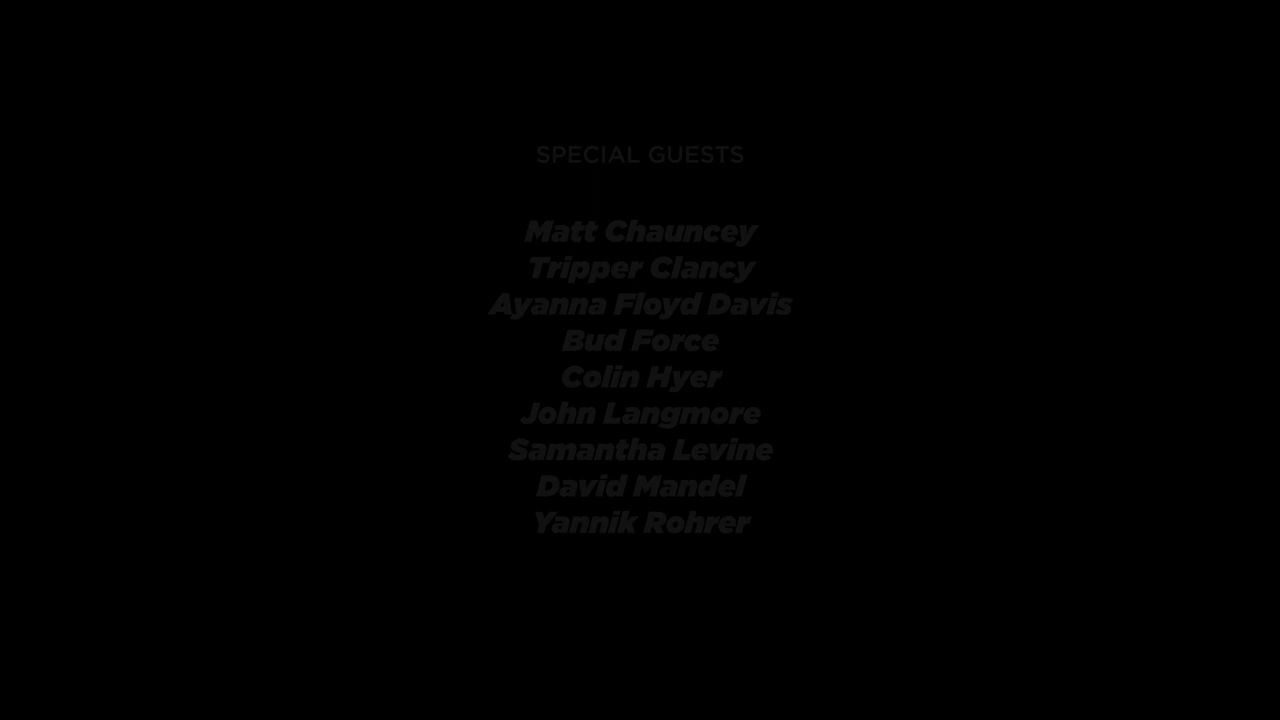 SPECIAL GUESTS
Matt Chauncey
Tripper Clancy
Ayanna Floyd Davis
Bud Force
Colin Hyer
John Langmore
Samantha Levine
David Mandel
Yannik Rohrer